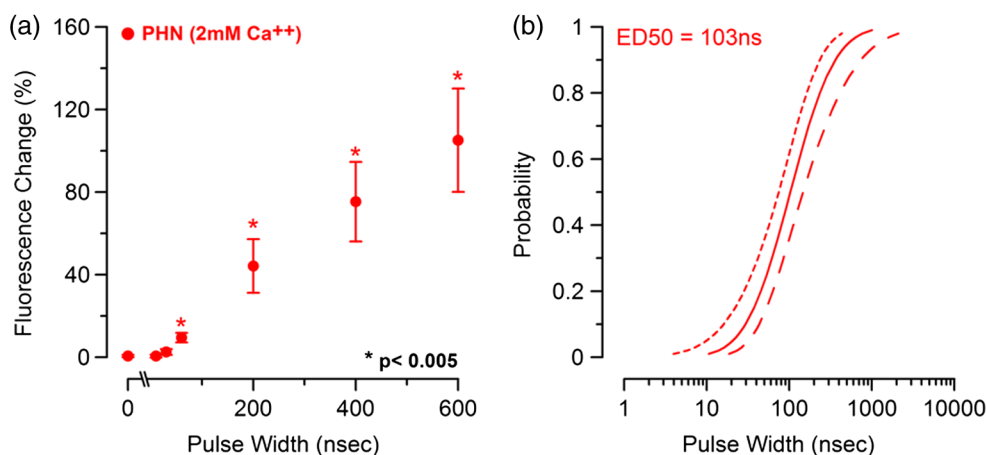 (a)
160
120
80
40
0
Fluorescence Change (%)
PHN (2mM Ca++)
*
*
*
*
* p< 0.005
0
200
400
600
Pulse Width (nsec)
(b)
1
0.8
0.6
0.4
0.2
0
Probability
ED50 = 103ns
1
10
100
1000
10000
Pulse Width (nsec)